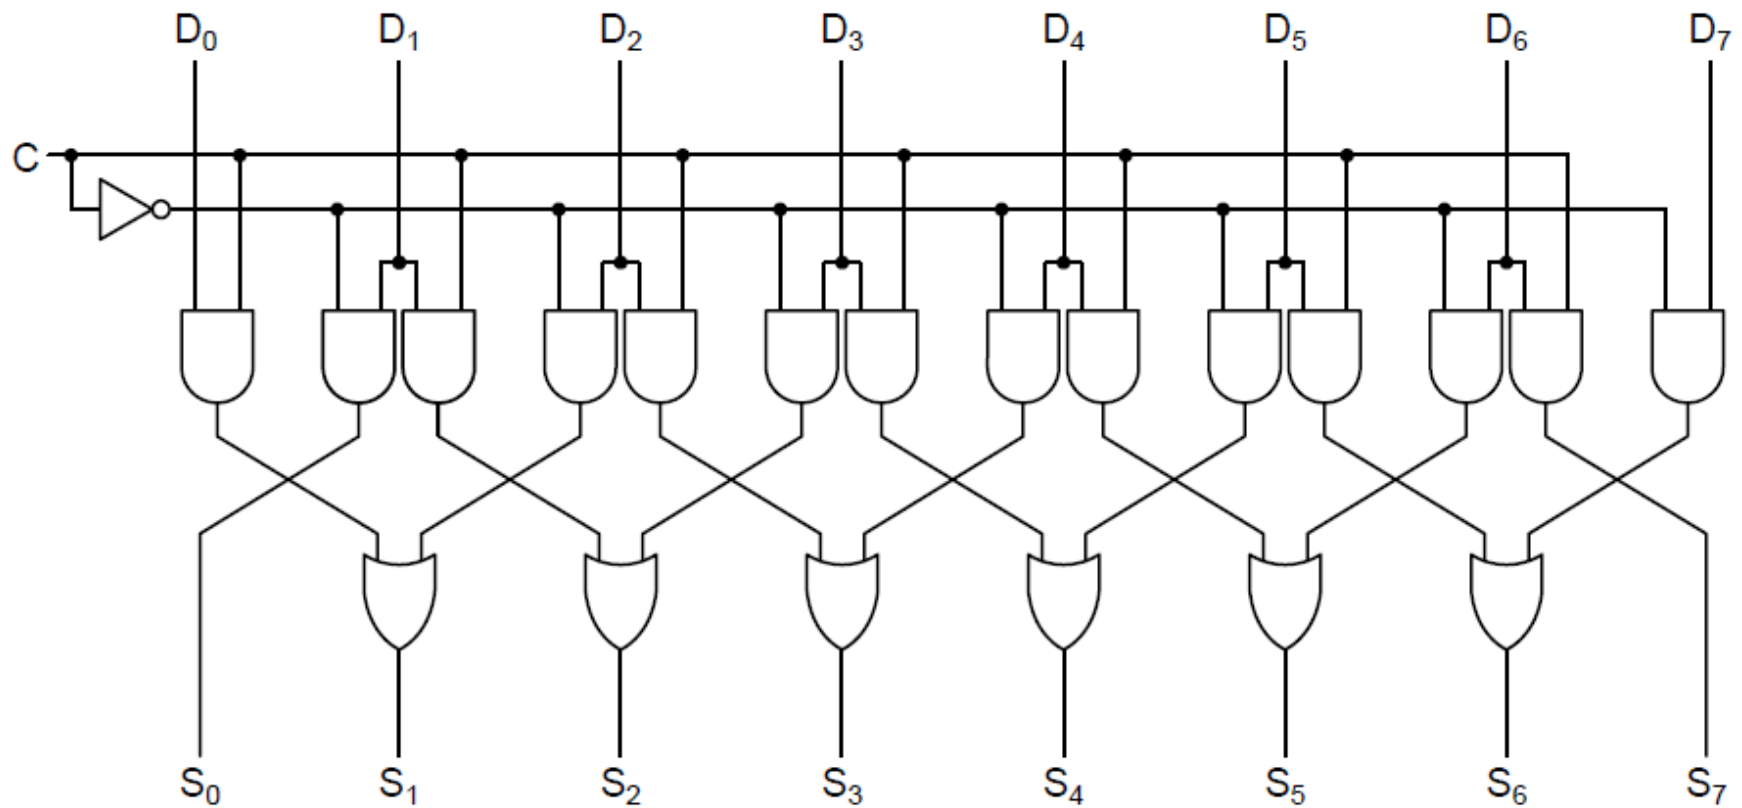 D₀ D₁ D₂ D₃ D₄ D₅ D₆ D₇
C
S₀ S₁ S₂ S₃ S₄ S₅ S₆ S₇